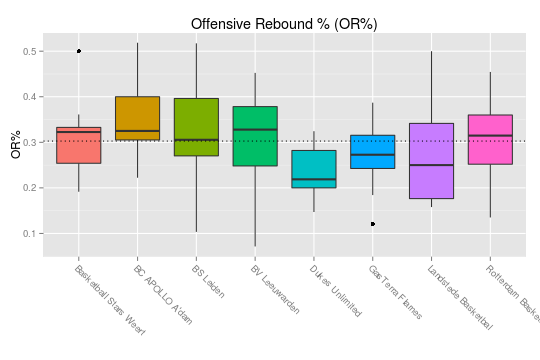 Offensive Rebound % (OR%)
OR%
0.5
0.4
0.3
0.2
0.1
Basketball Stars Weert
BC APOLLO A'dam
BS Leiden
BV Leeuwarden
Dukes Unlimited
GasTerra Flames
Landstede Basketbal
Rotterdam Basket